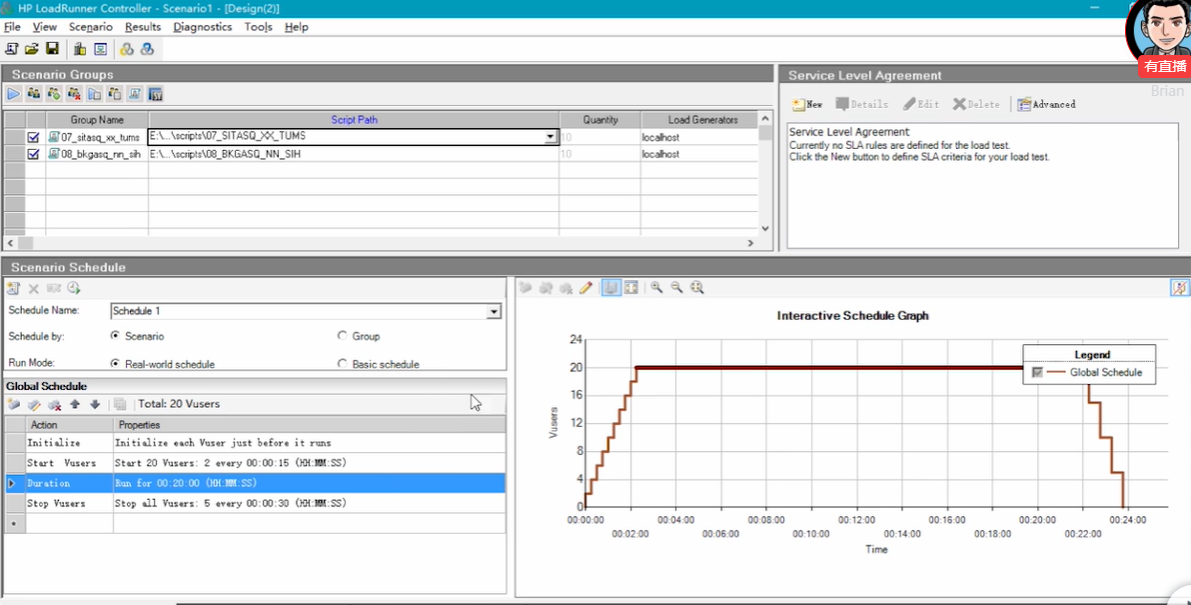 HP LoadRunner Controller - Scenario1 - [Design(2)]
File View Scenario Results Diagnostics Tools Help
有直播
Brian
Scenario Groups
Group Name Script Path Quantity Load Generators
07_sitasq_xx_tums E:\...\scripts\07_SITASQ_XX_TUMS 10 localhost
08_bkgasq_nn_sih E:\...\scripts\08_BKGASQ_NN_SIH 10 localhost
Service Level Agreement
New Details Edit Delete Advanced
Service Level Agreement
Currently no SLA rules are defined for the load test.
Click the New button to define SLA criteria for your load test.
Scenario Schedule
Schedule Name: Schedule 1
Schedule by: Scenario Group
Run Mode: Real-world schedule Basic schedule
Global Schedule
Total: 20 Vusers
Action Properties
Initialize Initialize each Vuser just before it runs
Start Vusers Start 20 Vusers: 2 every 00:00:15 (HH:MM:SS)
Duration Run for 00:20:00 (HH:MM:SS)
Stop Vusers Stop all Vusers: 5 every 00:00:30 (HH:MM:SS)
Interactive Schedule Graph
Legend
Global Schedule
Vusers
24
20
16
12
8
4
0
00:00:00 00:04:00 00:08:00 00:12:00 00:16:00 00:20:00 00:24:00
00:02:00 00:06:00 00:10:00 00:14:00 00:18:00 00:22:00
Time